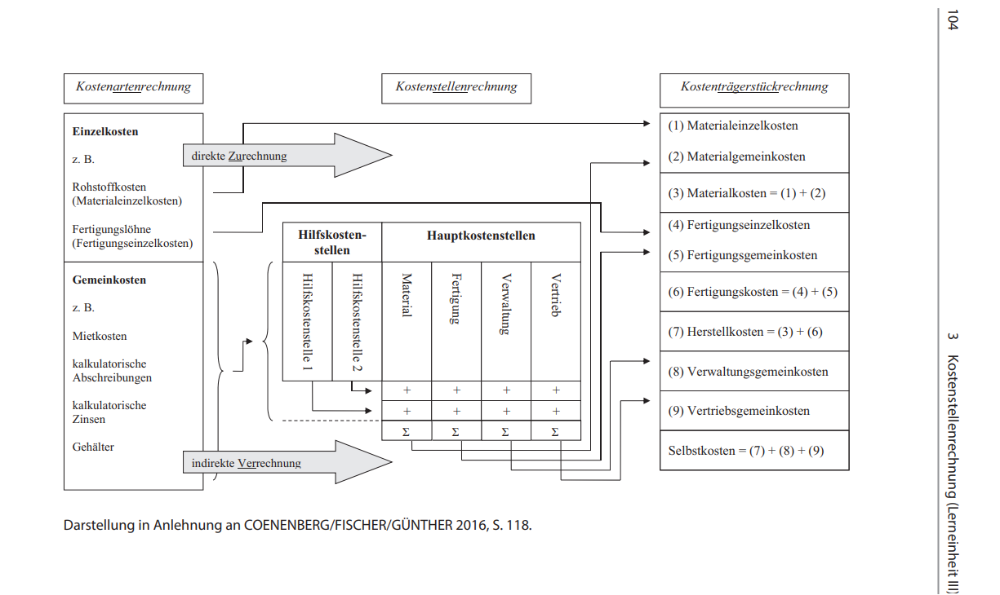 104
3 Kostenstellenrechnung (Lerneinheit III)
Kostenartenrechnung
Kostenstellenrechnung
Kostenträgerstückrechnung
Einzelkosten
z. B.
Rohstoffkosten
(Materialeinzelkosten)
Fertigungslöhne
(Fertigungseinzelkosten)
Gemeinkosten
z. B.
Mietkosten
kalkulatorische
Abschreibungen
kalkulatorische
Zinsen
Gehälter
direkte Zurechnung
indirekte Verrechnung
Hilfskosten-
stellen
Hauptkostenstellen
Hilfskostenstelle 1
Hilfskostenstelle 2
Material
Fertigung
Verwaltung
Vertrieb
+ + + +
+ + + +
Σ Σ Σ Σ
(1) Materialeinzelkosten
(2) Materialgemeinkosten
(3) Materialkosten = (1) + (2)
(4) Fertigungseinzelkosten
(5) Fertigungsgemeinkosten
(6) Fertigungskosten = (4) + (5)
(7) Herstellkosten = (3) + (6)
(8) Verwaltungsgemeinkosten
(9) Vertriebsgemeinkosten
Selbstkosten = (7) + (8) + (9)
Darstellung in Anlehnung an COENENBERG/FISCHER/GÜNTHER 2016, S. 118.